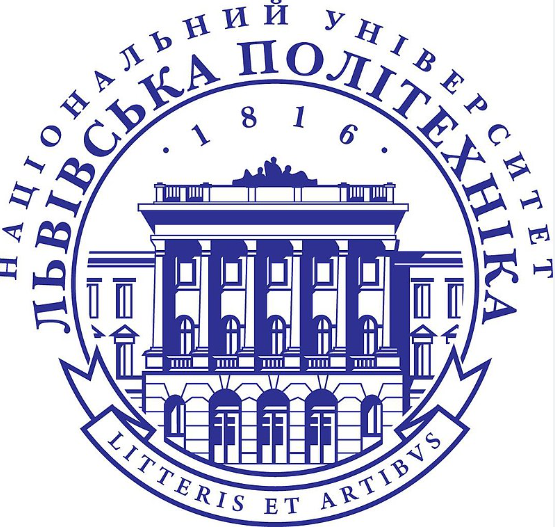 НАЦІОНАЛЬНИЙ УНІВЕРСИТЕТ
ЛЬВІВСЬКА ПОЛІТЕХНІКА
· 1816 ·
LITTERIS ET ARTIBVS